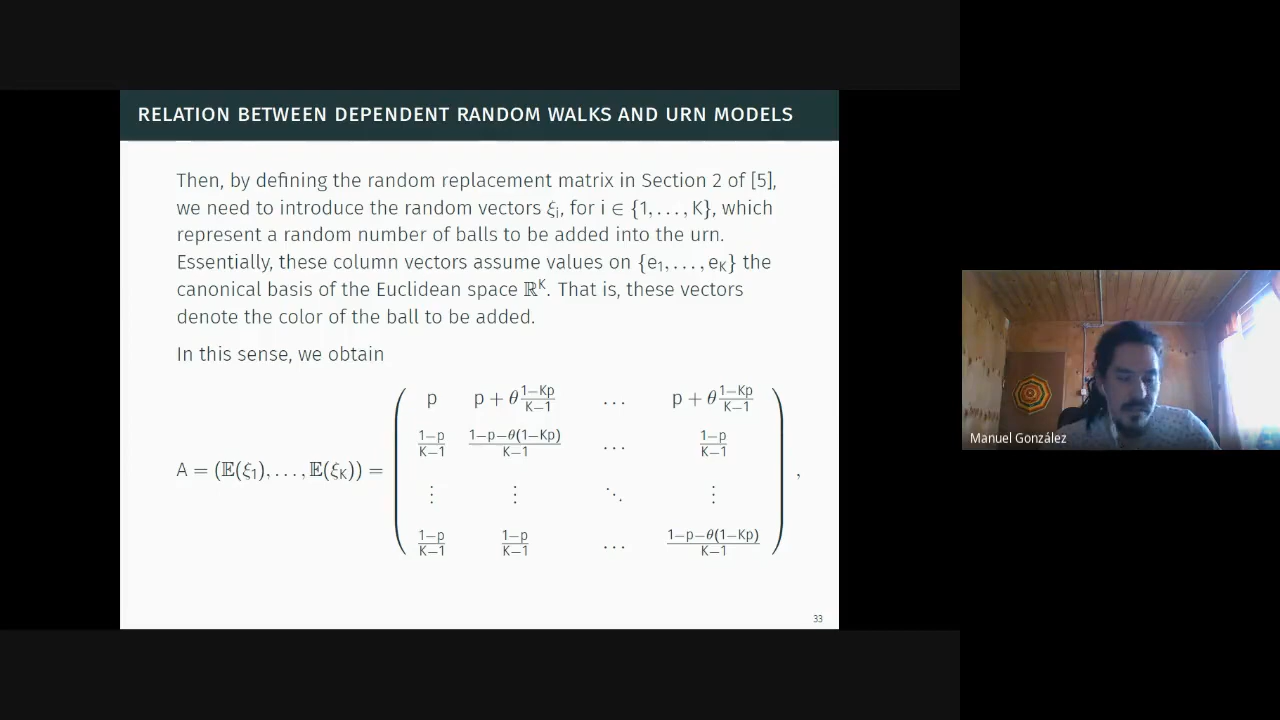 RELATION BETWEEN DEPENDENT RANDOM WALKS AND URN MODELS
Then, by defining the random replacement matrix in Section 2 of [5],
we need to introduce the random vectors ξᵢ, for i ∈ {1, . . . , K}, which
represent a random number of balls to be added into the urn.
Essentially, these column vectors assume values on {e₁, . . . , e_K} the
canonical basis of the Euclidean space ℝᴷ. That is, these vectors
denote the color of the ball to be added.
In this sense, we obtain
A = (𝔼(ξ₁), . . . , 𝔼(ξ_K)) =
p p + θ(1−Kp)/(K−1) . . . p + θ(1−Kp)/(K−1)
(1−p)/(K−1) (1−p−θ(1−Kp))/(K−1) . . . (1−p)/(K−1)
⋮ ⋮ ⋱ ⋮
(1−p)/(K−1) (1−p)/(K−1) . . . (1−p−θ(1−Kp))/(K−1)
,
33
Manuel González